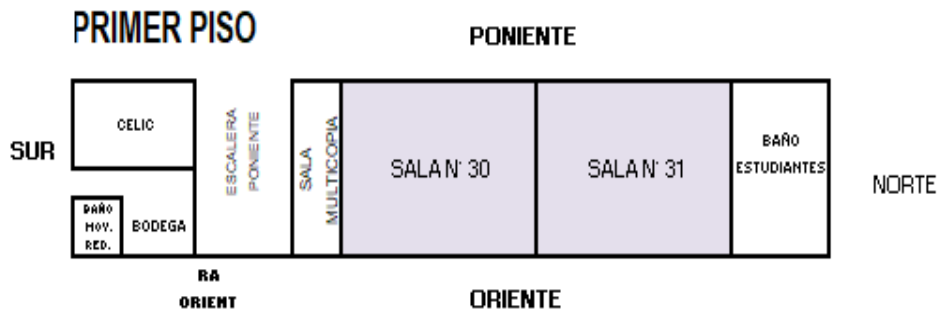 PRIMER PISO
PONIENTE
SUR
CELIC
ESCALERA
PONIENTE
SALA
MULTICOPIA
SALA N° 30
SALA N° 31
BAÑO
ESTUDIANTES
NORTE
BAÑO
MOV.
RED.
BODEGA
RA
ORIENT
ORIENTE